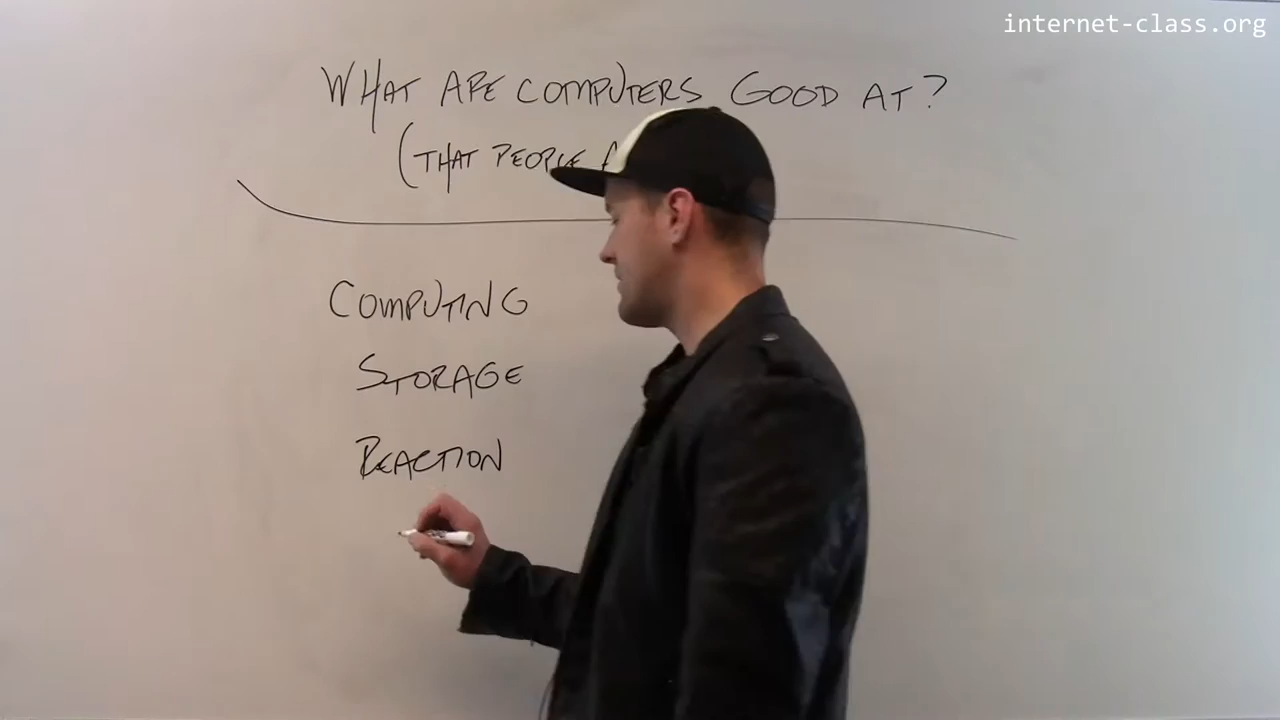 internet-class.org
WHAT ARE COMPUTERS GOOD AT?
(THAT PEOPLE
COMPUTING
STORAGE
REACTION